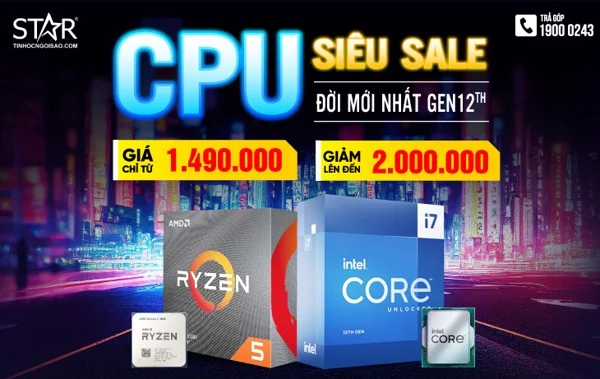 STAR
TINHOCNGOISAO.COM
CPU
SIÊU SALE
ĐỜI MỚI NHẤT GEN12TH
TRẢ GÓP
1900 0243
GIÁ
CHỈ TỪ
1.490.000
GIẢM
LÊN ĐẾN
2.000.000
AMD
RYZEN
5
i7
intel
CORE
UNLOCKED
12TH GEN
intel
RYZEN
intel
CORE